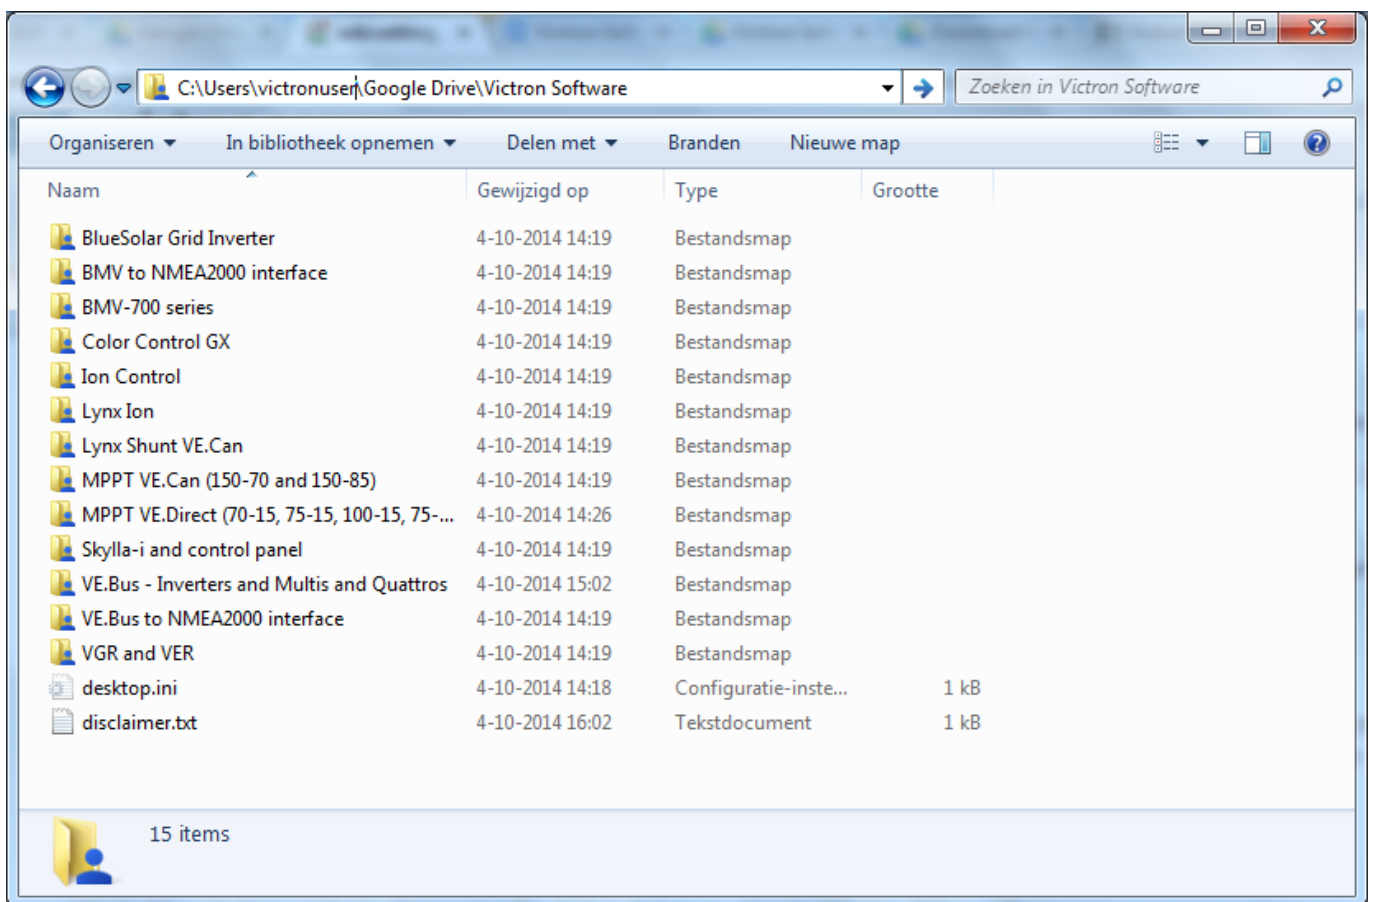 C:\Users\victronuser\Google Drive\Victron Software
Zoeken in Victron Software
Organiseren In bibliotheek opnemen Delen met Branden Nieuwe map
Naam Gewijzigd op Type Grootte
BlueSolar Grid Inverter 4-10-2014 14:19 Bestandsmap
BMV to NMEA2000 interface 4-10-2014 14:19 Bestandsmap
BMV-700 series 4-10-2014 14:19 Bestandsmap
Color Control GX 4-10-2014 14:19 Bestandsmap
Ion Control 4-10-2014 14:19 Bestandsmap
Lynx Ion 4-10-2014 14:19 Bestandsmap
Lynx Shunt VE.Can 4-10-2014 14:19 Bestandsmap
MPPT VE.Can (150-70 and 150-85) 4-10-2014 14:19 Bestandsmap
MPPT VE.Direct (70-15, 75-15, 100-15, 75-... 4-10-2014 14:26 Bestandsmap
Skylla-i and control panel 4-10-2014 14:19 Bestandsmap
VE.Bus - Inverters and Multis and Quattros 4-10-2014 15:02 Bestandsmap
VE.Bus to NMEA2000 interface 4-10-2014 14:19 Bestandsmap
VGR and VER 4-10-2014 14:19 Bestandsmap
desktop.ini 4-10-2014 14:18 Configuratie-inste... 1 kB
disclaimer.txt 4-10-2014 16:02 Tekstdocument 1 kB
15 items